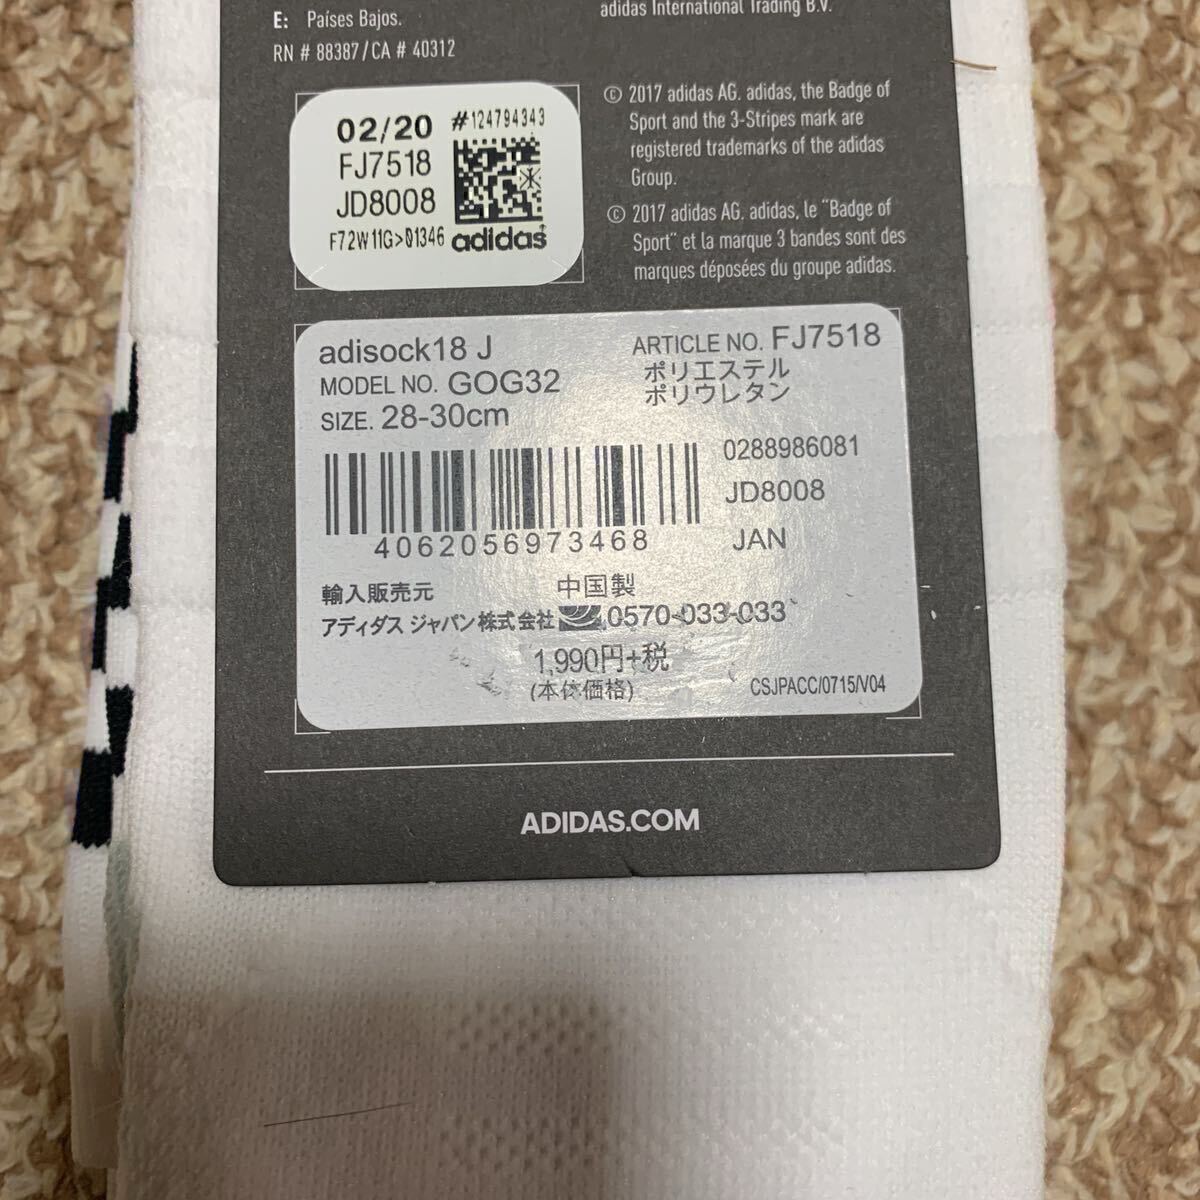 E: Países Bajos.
RN # 88387/CA # 40312
adidas International Trading B.V.
02/20 #124794343
FJ7518
JD8008
F72W11G>01346
adidas
© 2017 adidas AG. adidas, the Badge of
Sport and the 3-Stripes mark are
registered trademarks of the adidas
Group.
© 2017 adidas AG. adidas, le "Badge of
Sport" et la marque 3 bandes sont des
marques déposées du groupe adidas.
adisock18 J
MODEL NO. GOG32
SIZE. 28-30cm
ARTICLE NO. FJ7518
ポリエステル
ポリウレタン
0288986081
JD8008
JAN
4062056973468
輸入販売元 中国製
アディダス ジャパン株式会社 0570-033-033
1,990円+税
(本体価格)
CSJPACC/0715/V04
ADIDAS.COM